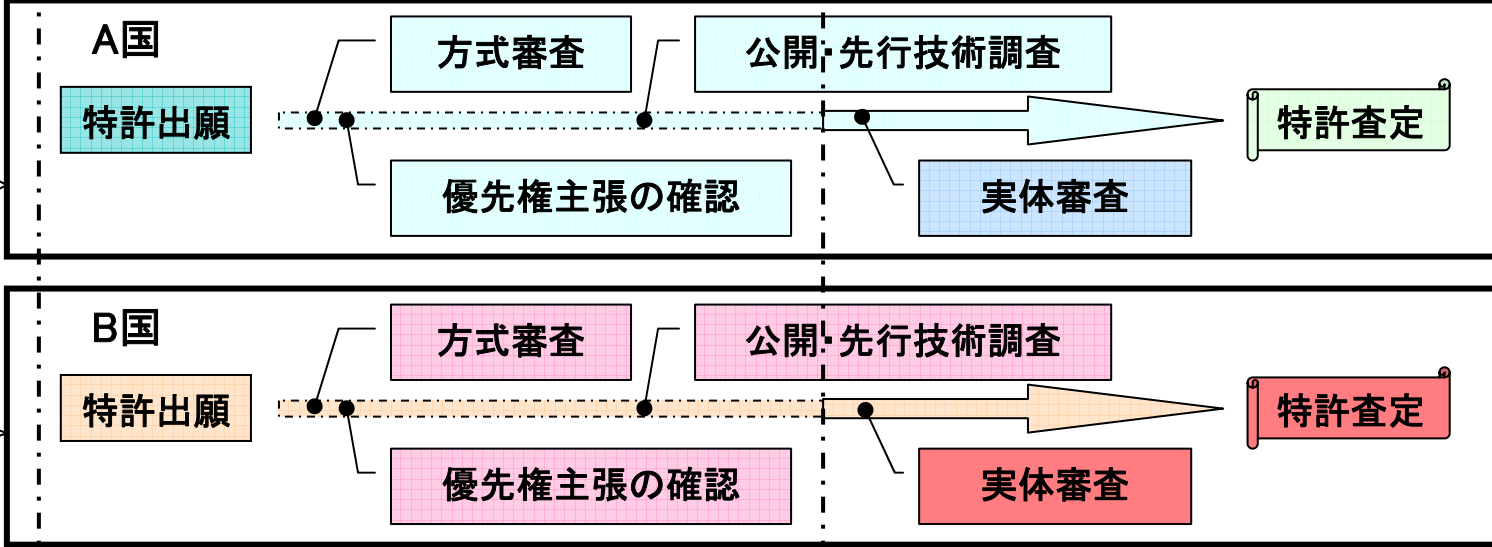 A国
方式審査
公開・先行技術調査
特許出願
特許査定
優先権主張の確認
実体審査
B国
方式審査
公開・先行技術調査
特許出願
特許査定
優先権主張の確認
実体審査